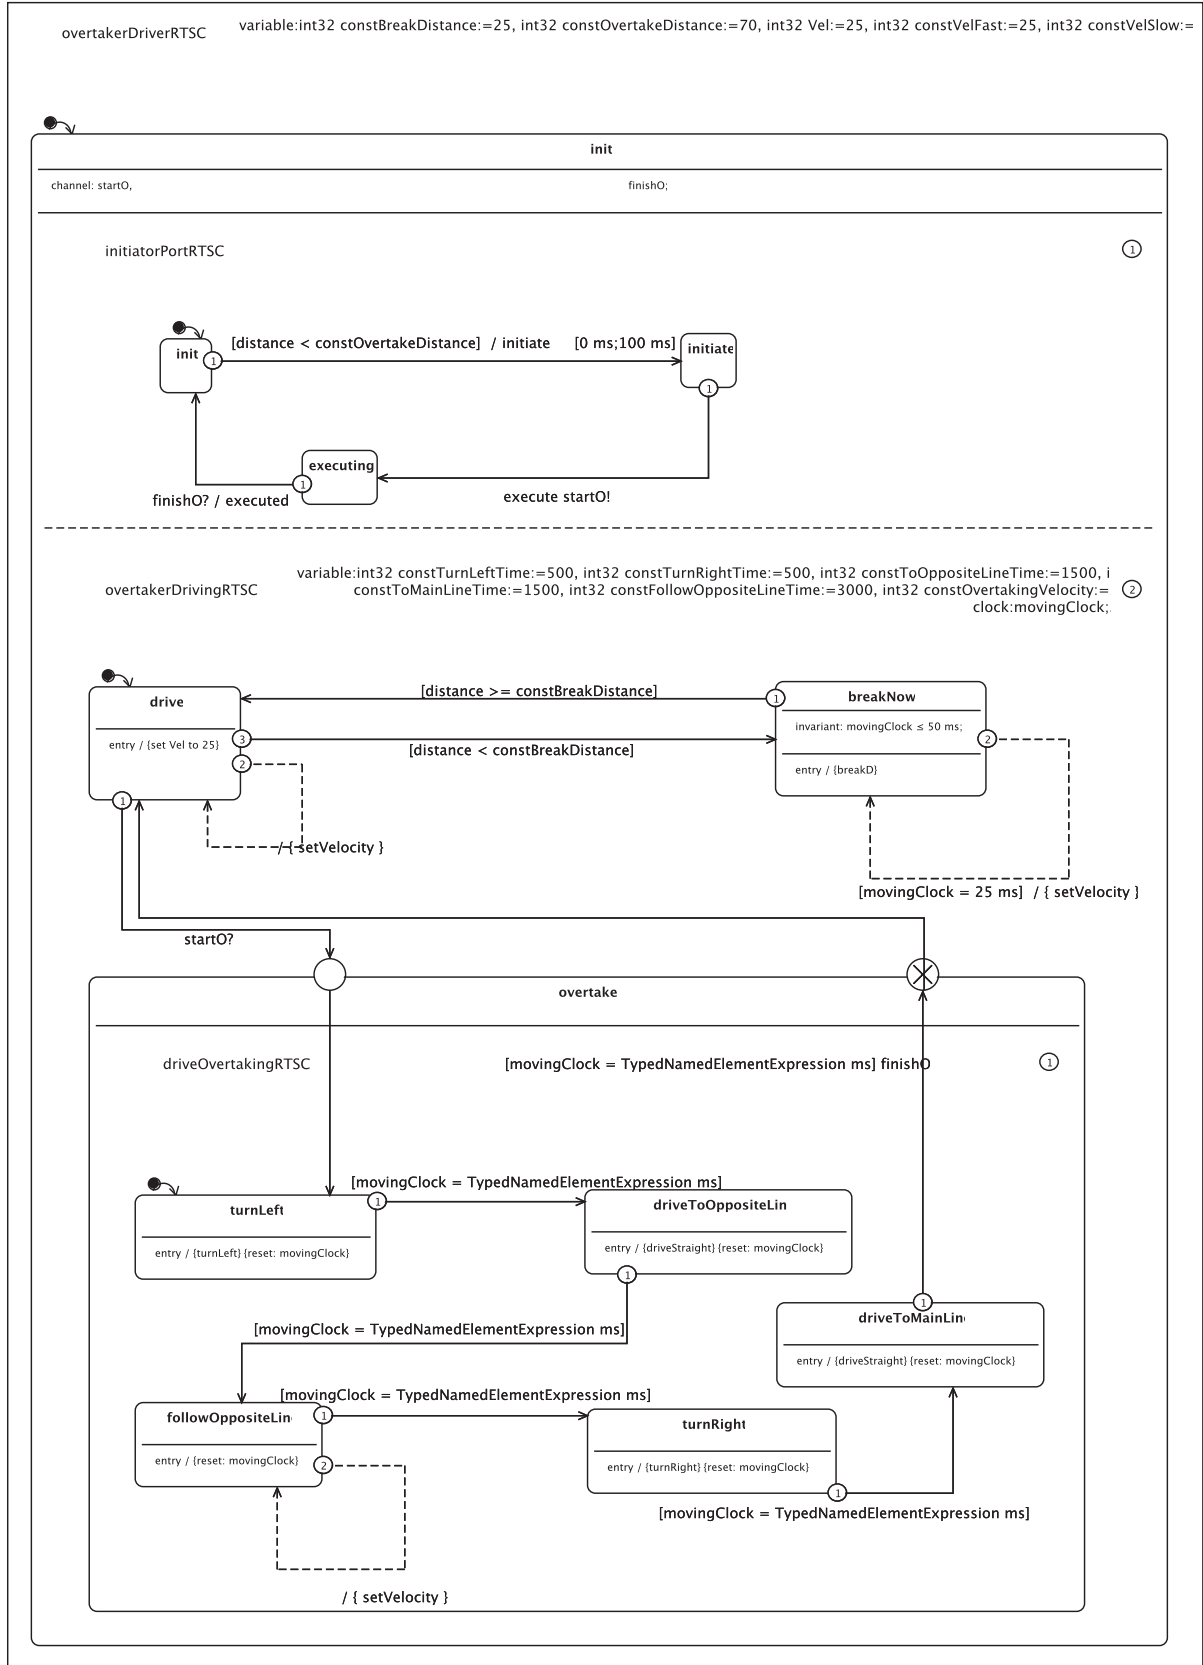 overtakerDriverRTSC
variable:int32 constBreakDistance:=25, int32 constOvertakeDistance:=70, int32 Vel:=25, int32 constVelFast:=25, int32 constVelSlow:=
init
channel: startO, finishO;
initiatorPortRTSC
1
init
1
[distance < constOvertakeDistance] / initiate [0 ms;100 ms]
initiate
1
executing
1
finishO? / executed
execute startO!
overtakerDrivingRTSC
variable:int32 constTurnLeftTime:=500, int32 constTurnRightTime:=500, int32 constToOppositeLineTime:=1500, i
constToMainLineTime:=1500, int32 constFollowOppositeLineTime:=3000, int32 constOvertakingVelocity:=
clock:movingClock;
2
drive
entry / {set Vel to 25}
3
2
1
[distance >= constBreakDistance]
[distance < constBreakDistance]
1
breakNow
invariant: movingClock ≤ 50 ms;
entry / {breakD}
2
/ { setVelocity }
[movingClock = 25 ms] / { setVelocity }
startO?
overtake
driveOvertakingRTSC
[movingClock = TypedNamedElementExpression ms] finishO
1
[movingClock = TypedNamedElementExpression ms]
turnLeft
1
entry / {turnLeft} {reset: movingClock}
driveToOppositeLin
entry / {driveStraight} {reset: movingClock}
1
1
driveToMainLin
entry / {driveStraight} {reset: movingClock}
[movingClock = TypedNamedElementExpression ms]
[movingClock = TypedNamedElementExpression ms]
followOppositeLin
1
entry / {reset: movingClock}
2
turnRight
entry / {turnRight} {reset: movingClock}
1
[movingClock = TypedNamedElementExpression ms]
/ { setVelocity }